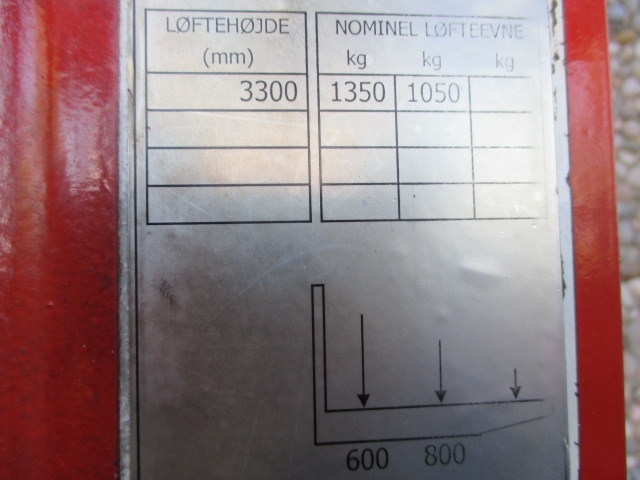 LØFTEHØJDE NOMINEL LØFTEEVNE
(mm) kg kg kg
3300 1350 1050
600 800